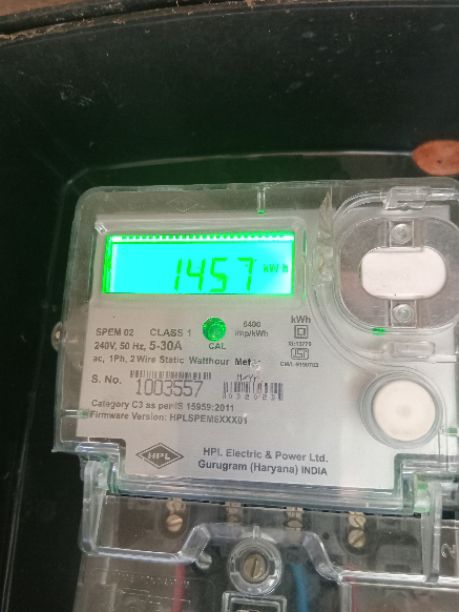 1457 kWh
SPEM 02 CLASS 1 6400 imp/kWh kWh
240V, 50 Hz, 5-30A CAL
ac, 1Ph, 2 Wire Static Watthour Meter
S. No. 1003557
Category C3 as per IS 15959:2011
Firmware Version: HPLSPEM6XXX01
HPL
HPL Electric & Power Ltd.
Gurugram (Haryana) INDIA